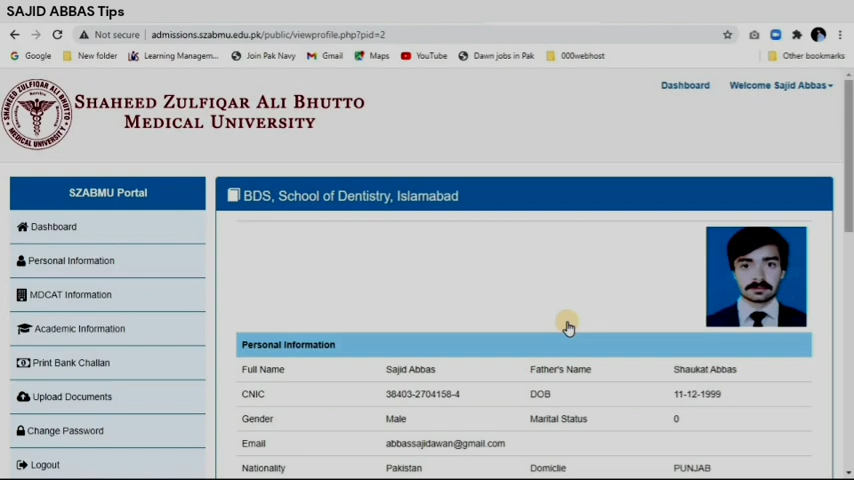 SAJID ABBAS Tips
Not secure | admissions.szabmu.edu.pk/public/viewprofile.php?pid=2
Google New folder Learning Managem... Join Pak Navy Gmail Maps YouTube Dawn jobs in Pak 000webhost Other bookmarks
SHAHEED ZULFIQAR ALI BHUTTO
MEDICAL UNIVERSITY
Dashboard Welcome Sajid Abbas
SZABMU Portal
Dashboard
Personal Information
MDCAT Information
Academic Information
Print Bank Challan
Upload Documents
Change Password
Logout
BDS, School of Dentistry, Islamabad
Personal Information
Full Name Sajid Abbas Father's Name Shaukat Abbas
CNIC 38403-2704158-4 DOB 11-12-1999
Gender Male Marital Status 0
Email abbassajidawan@gmail.com
Nationality Pakistan Domiclie PUNJAB